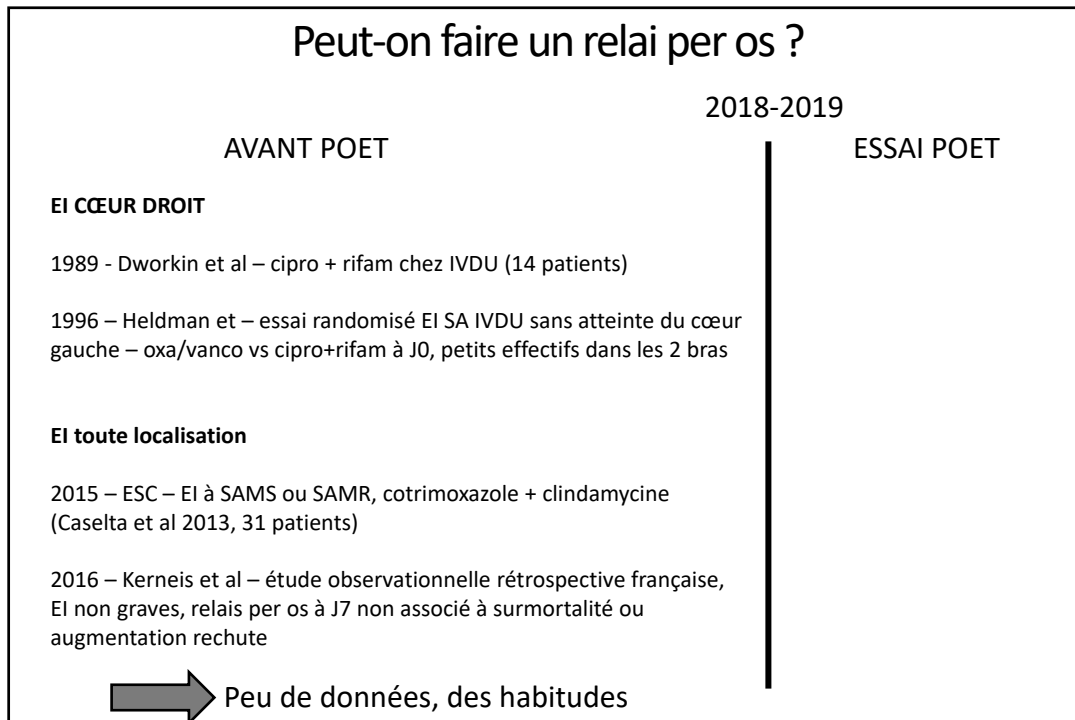 Peut-on faire un relai per os ?
2018-2019
AVANT POET
ESSAI POET
EI CŒUR DROIT
1989 - Dworkin et al – cipro + rifam chez IVDU (14 patients)
1996 – Heldman et – essai randomisé EI SA IVDU sans atteinte du cœur
gauche – oxa/vanco vs cipro+rifam à J0, petits effectifs dans les 2 bras
EI toute localisation
2015 – ESC – EI à SAMS ou SAMR, cotrimoxazole + clindamycine
(Caselta et al 2013, 31 patients)
2016 – Kerneis et al – étude observationnelle rétrospective française,
EI non graves, relais per os à J7 non associé à surmortalité ou
augmentation rechute
Peu de données, des habitudes